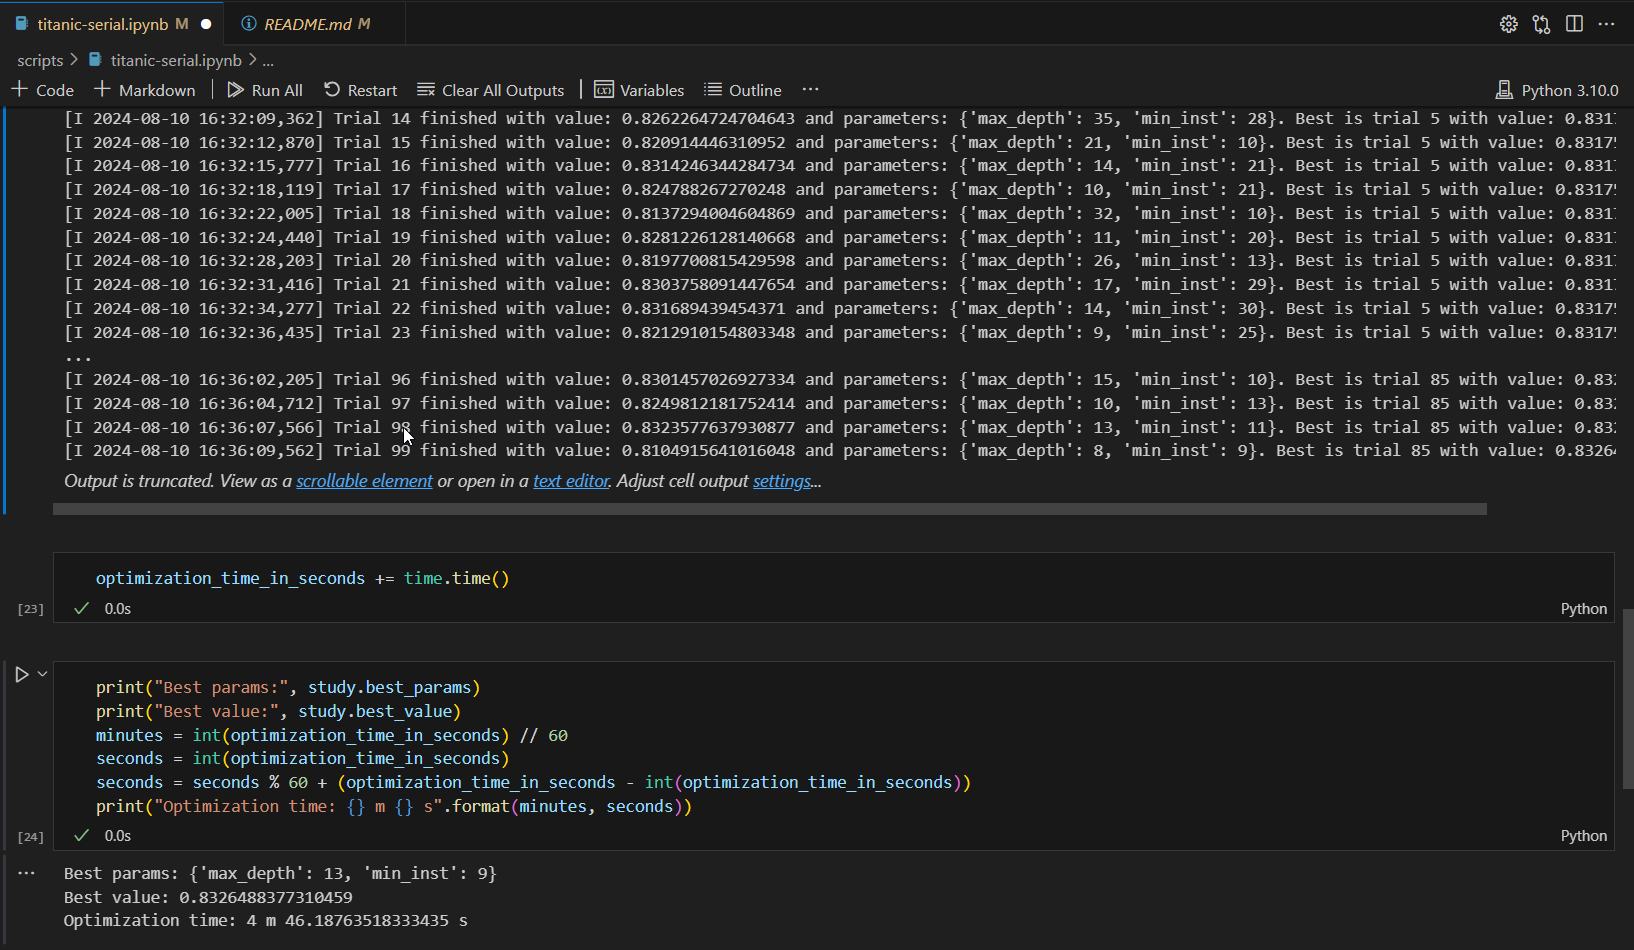 titanic-serial.ipynb M
README.md M
scripts > titanic-serial.ipynb > ...
+ Code + Markdown Run All Restart Clear All Outputs Variables Outline ... Python 3.10.0
[I 2024-08-10 16:32:09,362] Trial 14 finished with value: 0.8262264724704643 and parameters: {'max_depth': 35, 'min_inst': 28}. Best is trial 5 with value: 0.8317
[I 2024-08-10 16:32:12,870] Trial 15 finished with value: 0.820914446310952 and parameters: {'max_depth': 21, 'min_inst': 10}. Best is trial 5 with value: 0.8317
[I 2024-08-10 16:32:15,777] Trial 16 finished with value: 0.8314246344284734 and parameters: {'max_depth': 14, 'min_inst': 21}. Best is trial 5 with value: 0.831
[I 2024-08-10 16:32:18,119] Trial 17 finished with value: 0.824788267270248 and parameters: {'max_depth': 10, 'min_inst': 21}. Best is trial 5 with value: 0.8317
[I 2024-08-10 16:32:22,005] Trial 18 finished with value: 0.8137294004604869 and parameters: {'max_depth': 32, 'min_inst': 10}. Best is trial 5 with value: 0.831
[I 2024-08-10 16:32:24,440] Trial 19 finished with value: 0.8281226128140668 and parameters: {'max_depth': 11, 'min_inst': 20}. Best is trial 5 with value: 0.831
[I 2024-08-10 16:32:28,203] Trial 20 finished with value: 0.8197700815429598 and parameters: {'max_depth': 26, 'min_inst': 13}. Best is trial 5 with value: 0.831
[I 2024-08-10 16:32:31,416] Trial 21 finished with value: 0.8303758091447654 and parameters: {'max_depth': 17, 'min_inst': 29}. Best is trial 5 with value: 0.831
[I 2024-08-10 16:32:34,277] Trial 22 finished with value: 0.831689439454371 and parameters: {'max_depth': 14, 'min_inst': 30}. Best is trial 5 with value: 0.8317
[I 2024-08-10 16:32:36,435] Trial 23 finished with value: 0.8212910154803348 and parameters: {'max_depth': 9, 'min_inst': 25}. Best is trial 5 with value: 0.8317
...
[I 2024-08-10 16:36:02,205] Trial 96 finished with value: 0.8301457026927334 and parameters: {'max_depth': 15, 'min_inst': 10}. Best is trial 85 with value: 0.83
[I 2024-08-10 16:36:04,712] Trial 97 finished with value: 0.8249812181752414 and parameters: {'max_depth': 10, 'min_inst': 13}. Best is trial 85 with value: 0.83
[I 2024-08-10 16:36:07,566] Trial 98 finished with value: 0.8323577637930877 and parameters: {'max_depth': 13, 'min_inst': 11}. Best is trial 85 with value: 0.83
[I 2024-08-10 16:36:09,562] Trial 99 finished with value: 0.8104915641016048 and parameters: {'max_depth': 8, 'min_inst': 9}. Best is trial 85 with value: 0.8326
Output is truncated. View as a scrollable element or open in a text editor. Adjust cell output settings...
optimization_time_in_seconds += time.time()
[23] ✓ 0.0s Python
print("Best params:", study.best_params)
print("Best value:", study.best_value)
minutes = int(optimization_time_in_seconds) // 60
seconds = int(optimization_time_in_seconds)
seconds = seconds % 60 + (optimization_time_in_seconds - int(optimization_time_in_seconds))
print("Optimization time: {} m {} s".format(minutes, seconds))
[24] ✓ 0.0s Python
... Best params: {'max_depth': 13, 'min_inst': 9}
Best value: 0.8326488377310459
Optimization time: 4 m 46.18763518333435 s